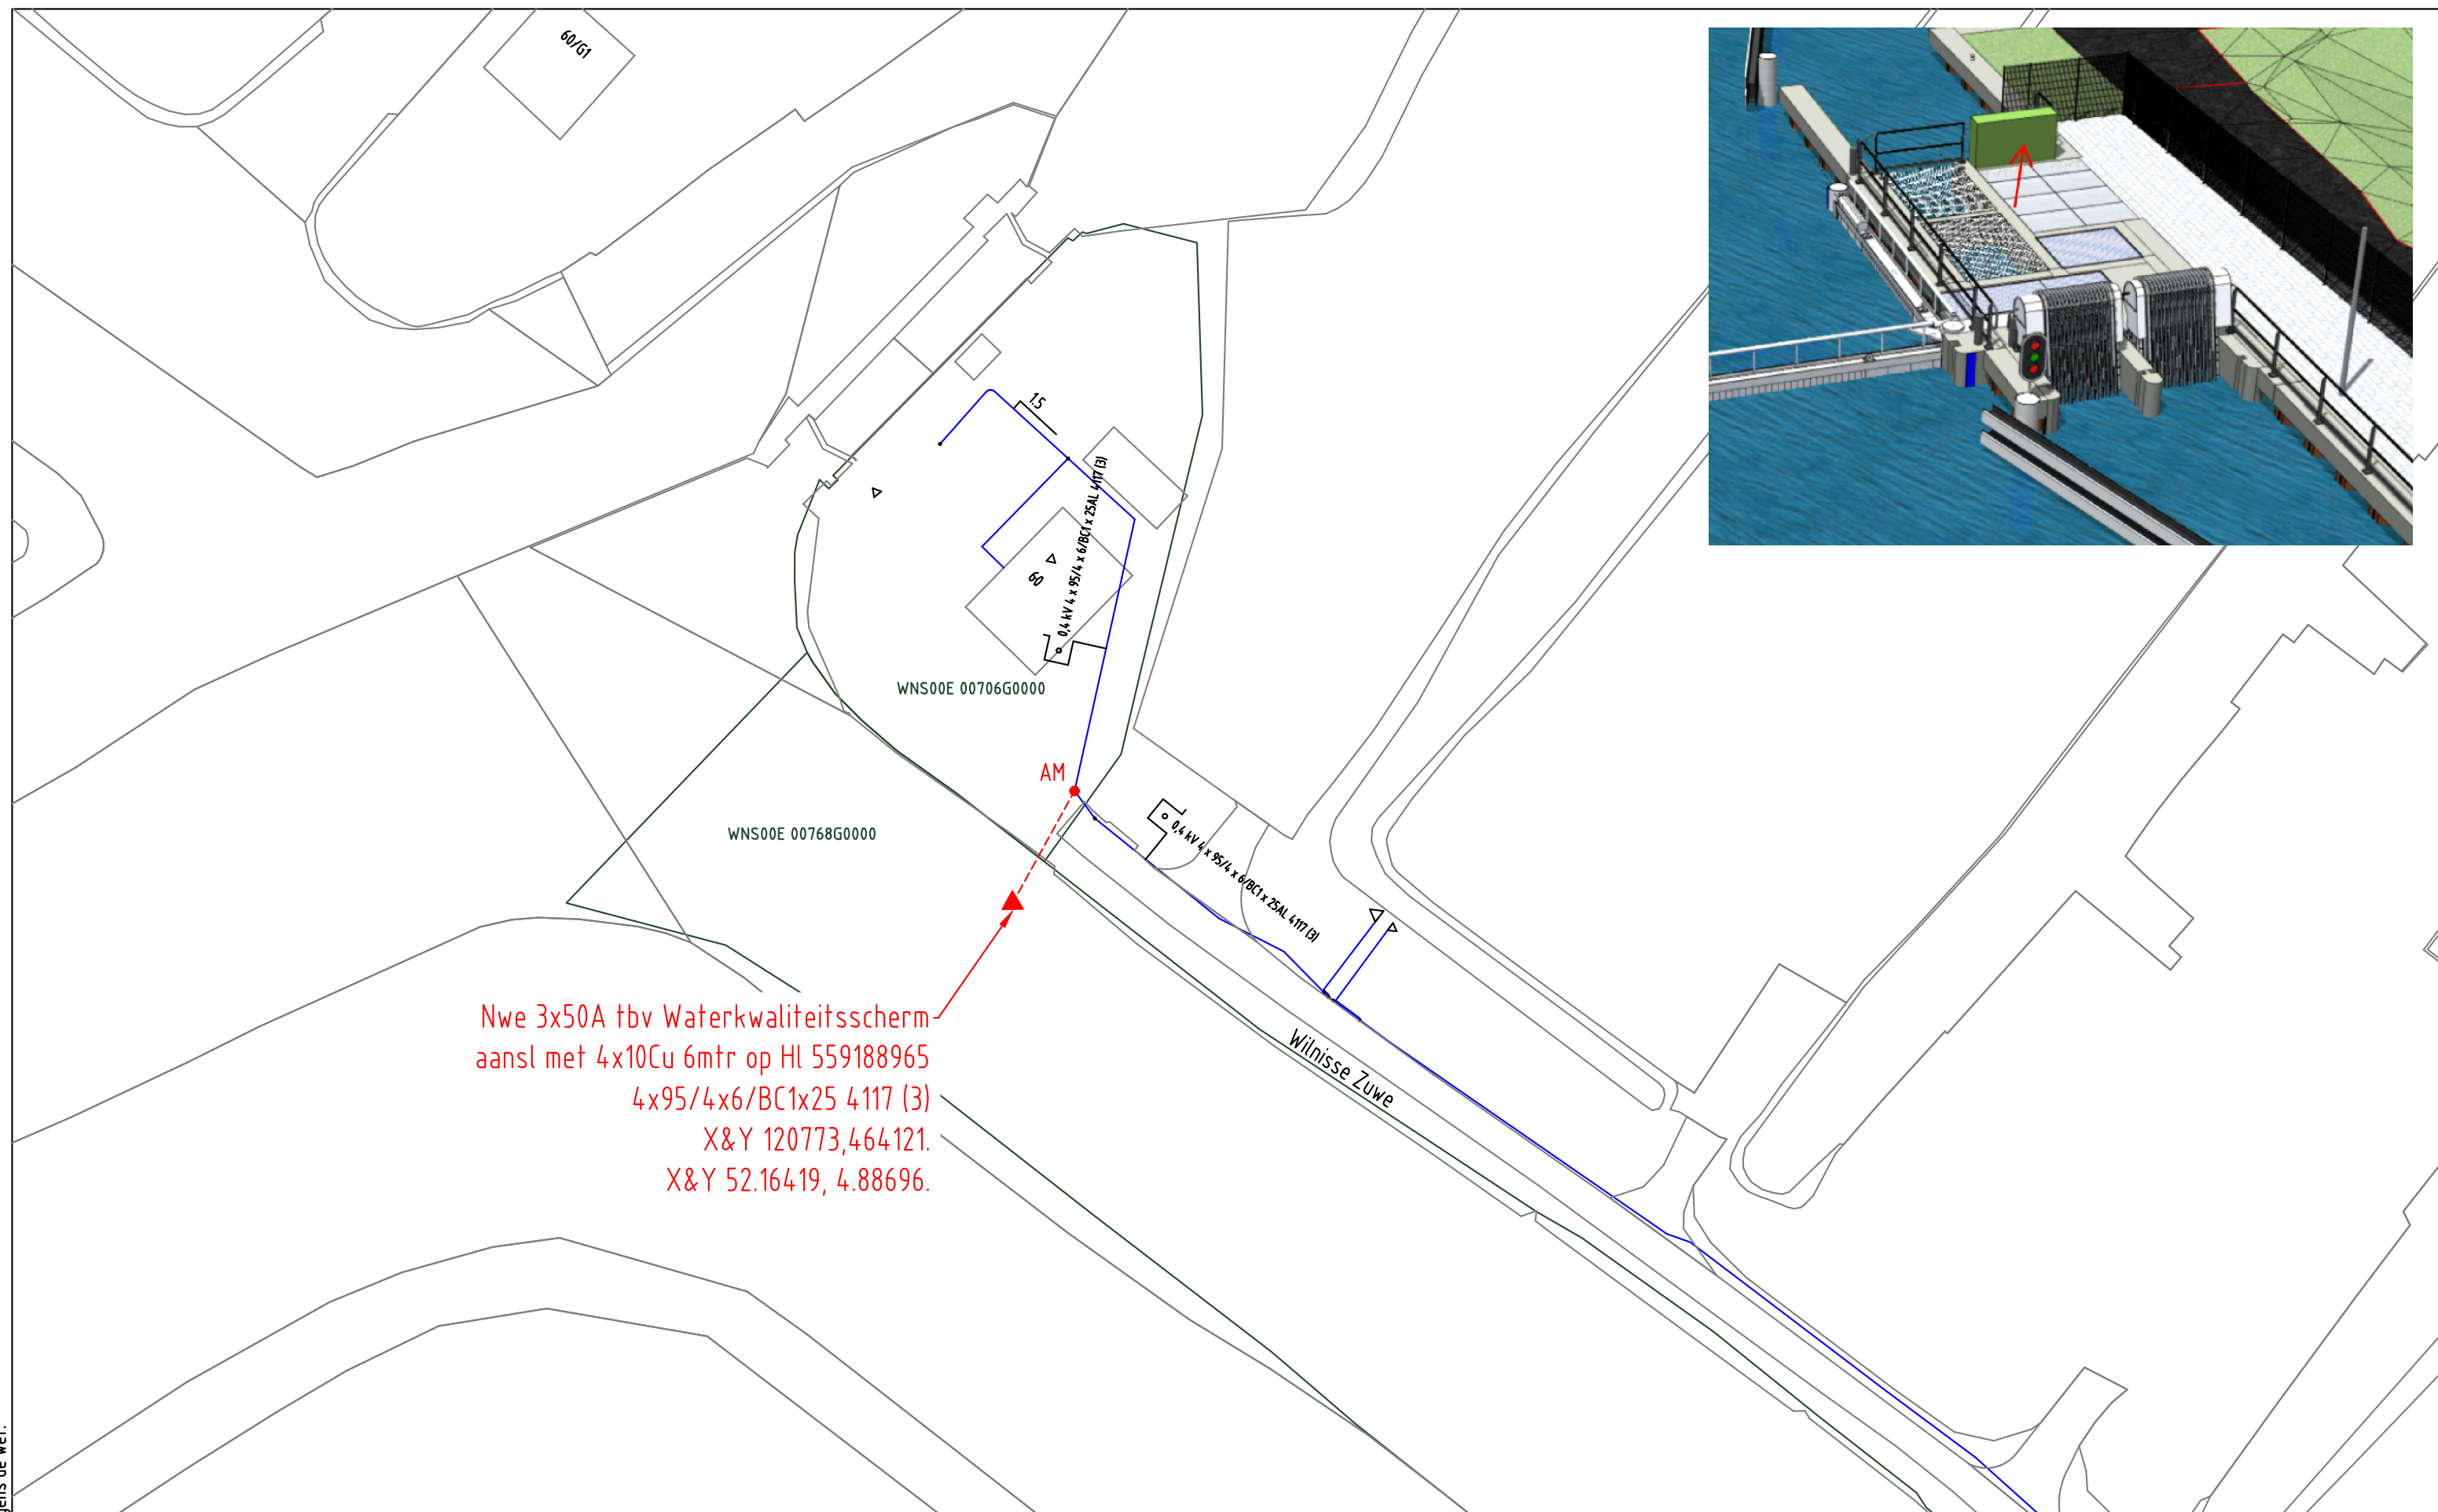 60/G1
1.5
0,4 kV 4 x 95/4 x 6/BC1 x 25AL 4117 (3)
60
WNS00E 00706G0000
AM
WNS00E 00768G0000
0,4 kV 4 x 95/4 x 6/BC1 x 25AL 4117 (3)
Nwe 3x50A tbv Waterkwaliteitsscherm
aansl met 4x10Cu 6mtr op Hl 559188965
4x95/4x6/BC1x25 4117 (3)
X&Y 120773,464121.
X&Y 52.16419, 4.88696.
Wilnisse Zuwe
de wet.